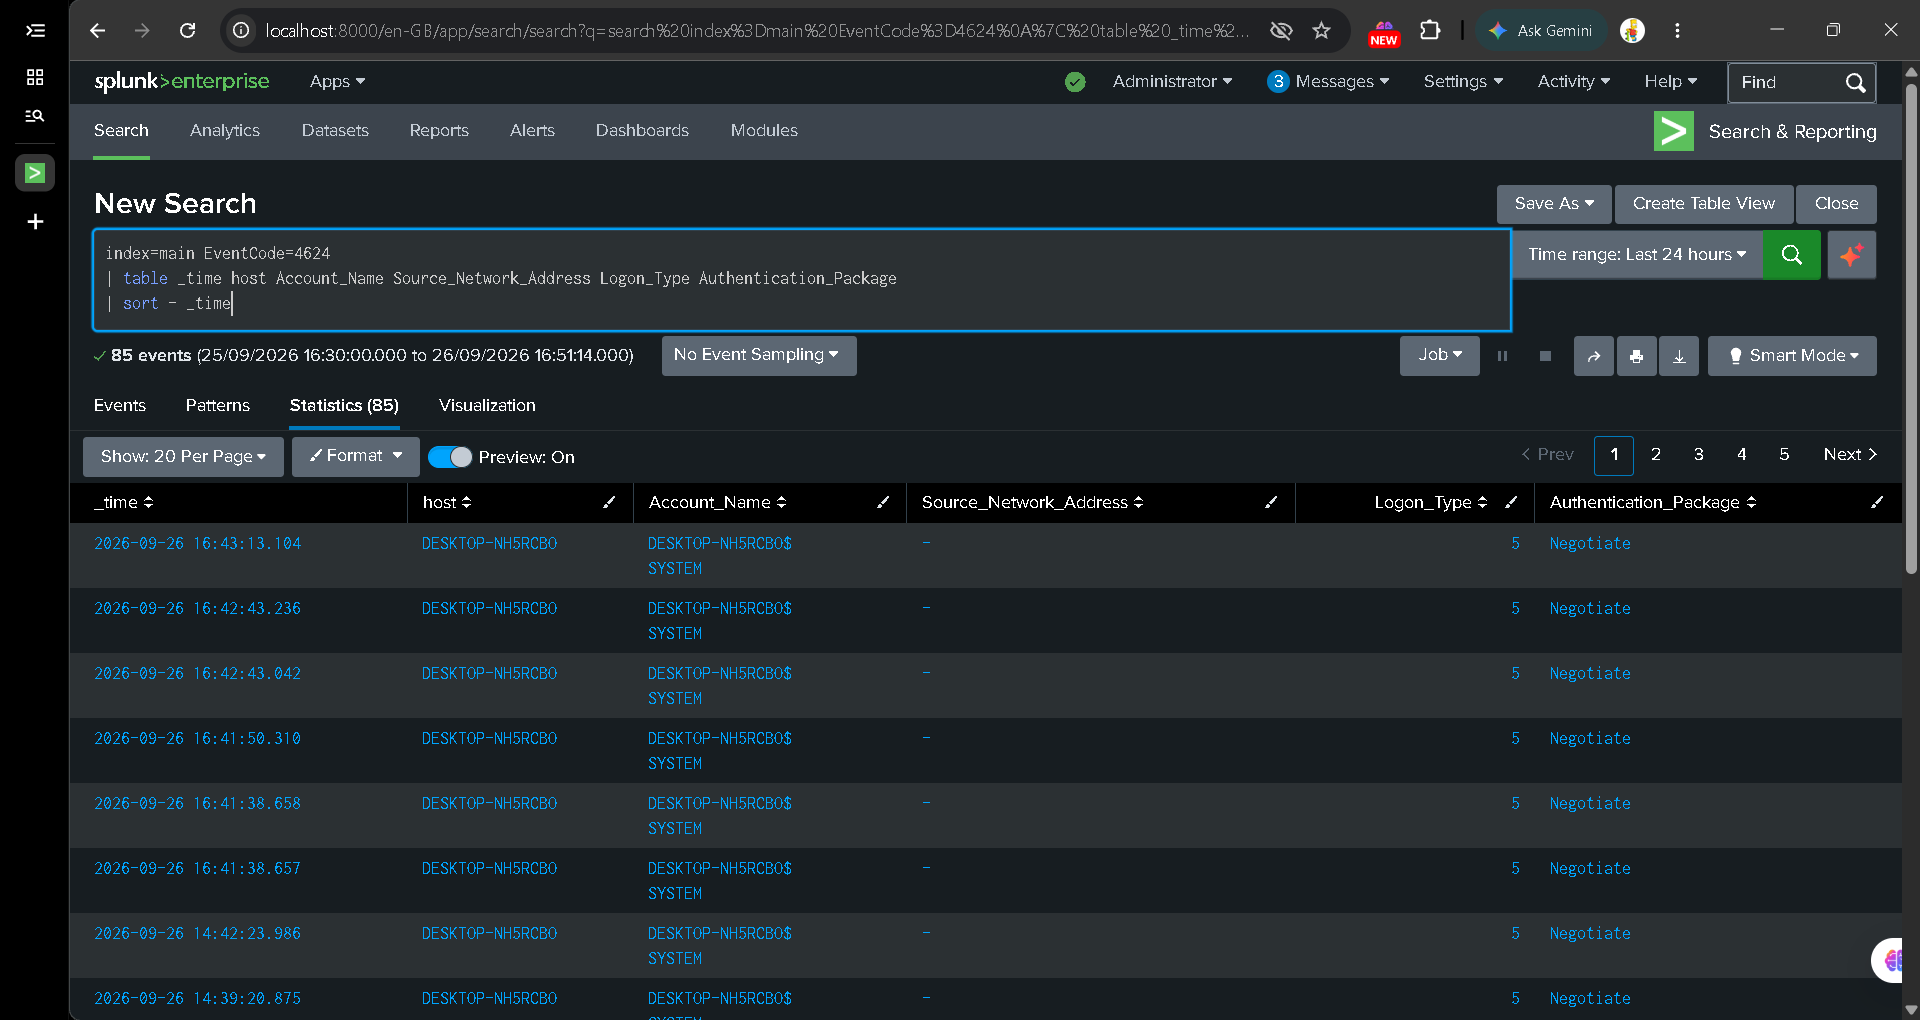 localhost:8000/en-GB/app/search/search?q=search%20index%3Dmain%20EventCode%3D4624%0A%7C%20table%20_time%2...
NEW
Ask Gemini
splunk>enterprise
Apps
Administrator
3 Messages
Settings
Activity
Help
Find
Search
Analytics
Datasets
Reports
Alerts
Dashboards
Modules
> Search & Reporting
New Search
Save As
Create Table View
Close
index=main EventCode=4624
| table _time host Account_Name Source_Network_Address Logon_Type Authentication_Package
| sort - _time
Time range: Last 24 hours
✓ 85 events (25/09/2026 16:30:00.000 to 26/09/2026 16:51:14.000)
No Event Sampling
Job
Smart Mode
Events
Patterns
Statistics (85)
Visualization
Show: 20 Per Page
Format
Preview: On
< Prev 1 2 3 4 5 Next >
_time host Account_Name Source_Network_Address Logon_Type Authentication_Package
2026-09-26 16:43:13.104 DESKTOP-NH5RCBO DESKTOP-NH5RCBO$ - 5 Negotiate
SYSTEM
2026-09-26 16:42:43.236 DESKTOP-NH5RCBO DESKTOP-NH5RCBO$ - 5 Negotiate
SYSTEM
2026-09-26 16:42:43.042 DESKTOP-NH5RCBO DESKTOP-NH5RCBO$ - 5 Negotiate
SYSTEM
2026-09-26 16:41:50.310 DESKTOP-NH5RCBO DESKTOP-NH5RCBO$ - 5 Negotiate
SYSTEM
2026-09-26 16:41:38.658 DESKTOP-NH5RCBO DESKTOP-NH5RCBO$ - 5 Negotiate
SYSTEM
2026-09-26 16:41:38.657 DESKTOP-NH5RCBO DESKTOP-NH5RCBO$ - 5 Negotiate
SYSTEM
2026-09-26 14:42:23.986 DESKTOP-NH5RCBO DESKTOP-NH5RCBO$ - 5 Negotiate
SYSTEM
2026-09-26 14:39:20.875 DESKTOP-NH5RCBO DESKTOP-NH5RCBO$ - 5 Negotiate
SYSTEM